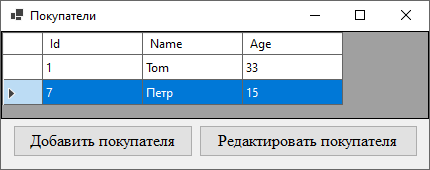 Покупатели
Id Name Age
1 Tom 33
7 Петр 15
Добавить покупателя Редактировать покупателя